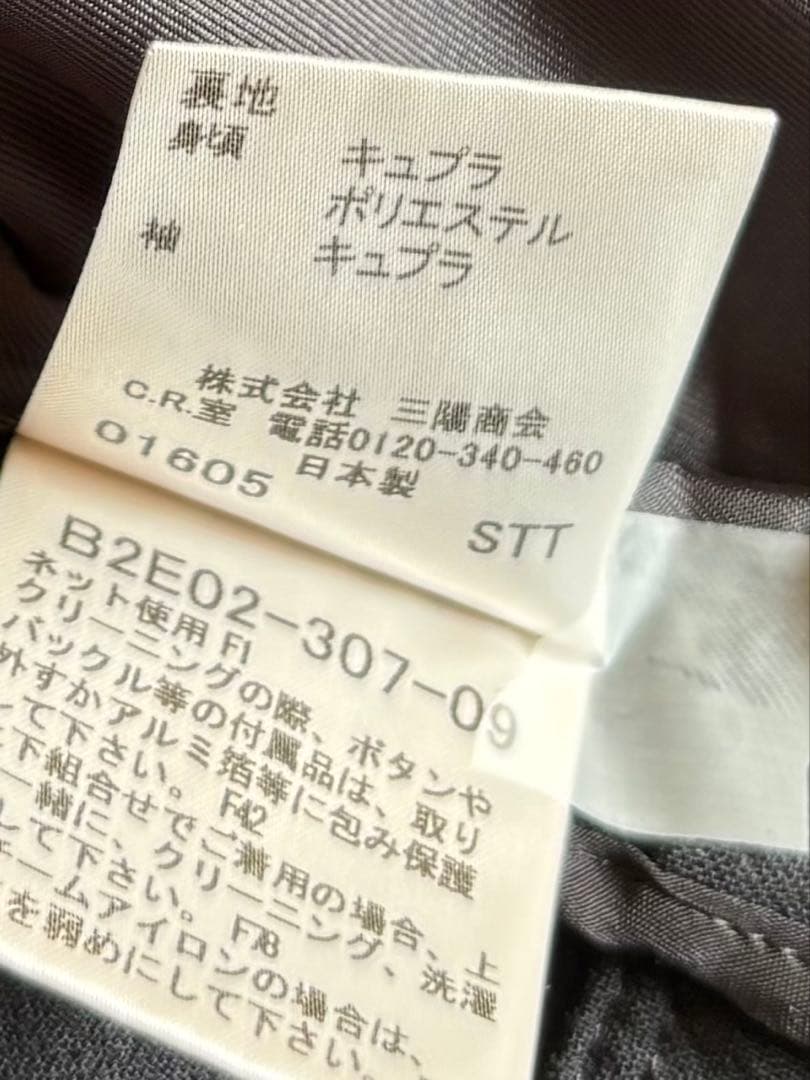 裏地
身頃 キュプラ
ポリエステル
袖 キュプラ
株式会社 三陽商会
C.R.室 電話0120-340-460
01605 日本製
STT
B2E02-307-09
ネット使用 F1
クリーニングの際、ボタンや
バックル等の付属品は、取り
外すかアルミ箔等に包み保護
して下さい。 F42
下組合せでご着用の場合、上
一緒に、クリーニング、洗濯
して下さい。 F78
ームアイロンの場合は、
を弱めにして下さい。